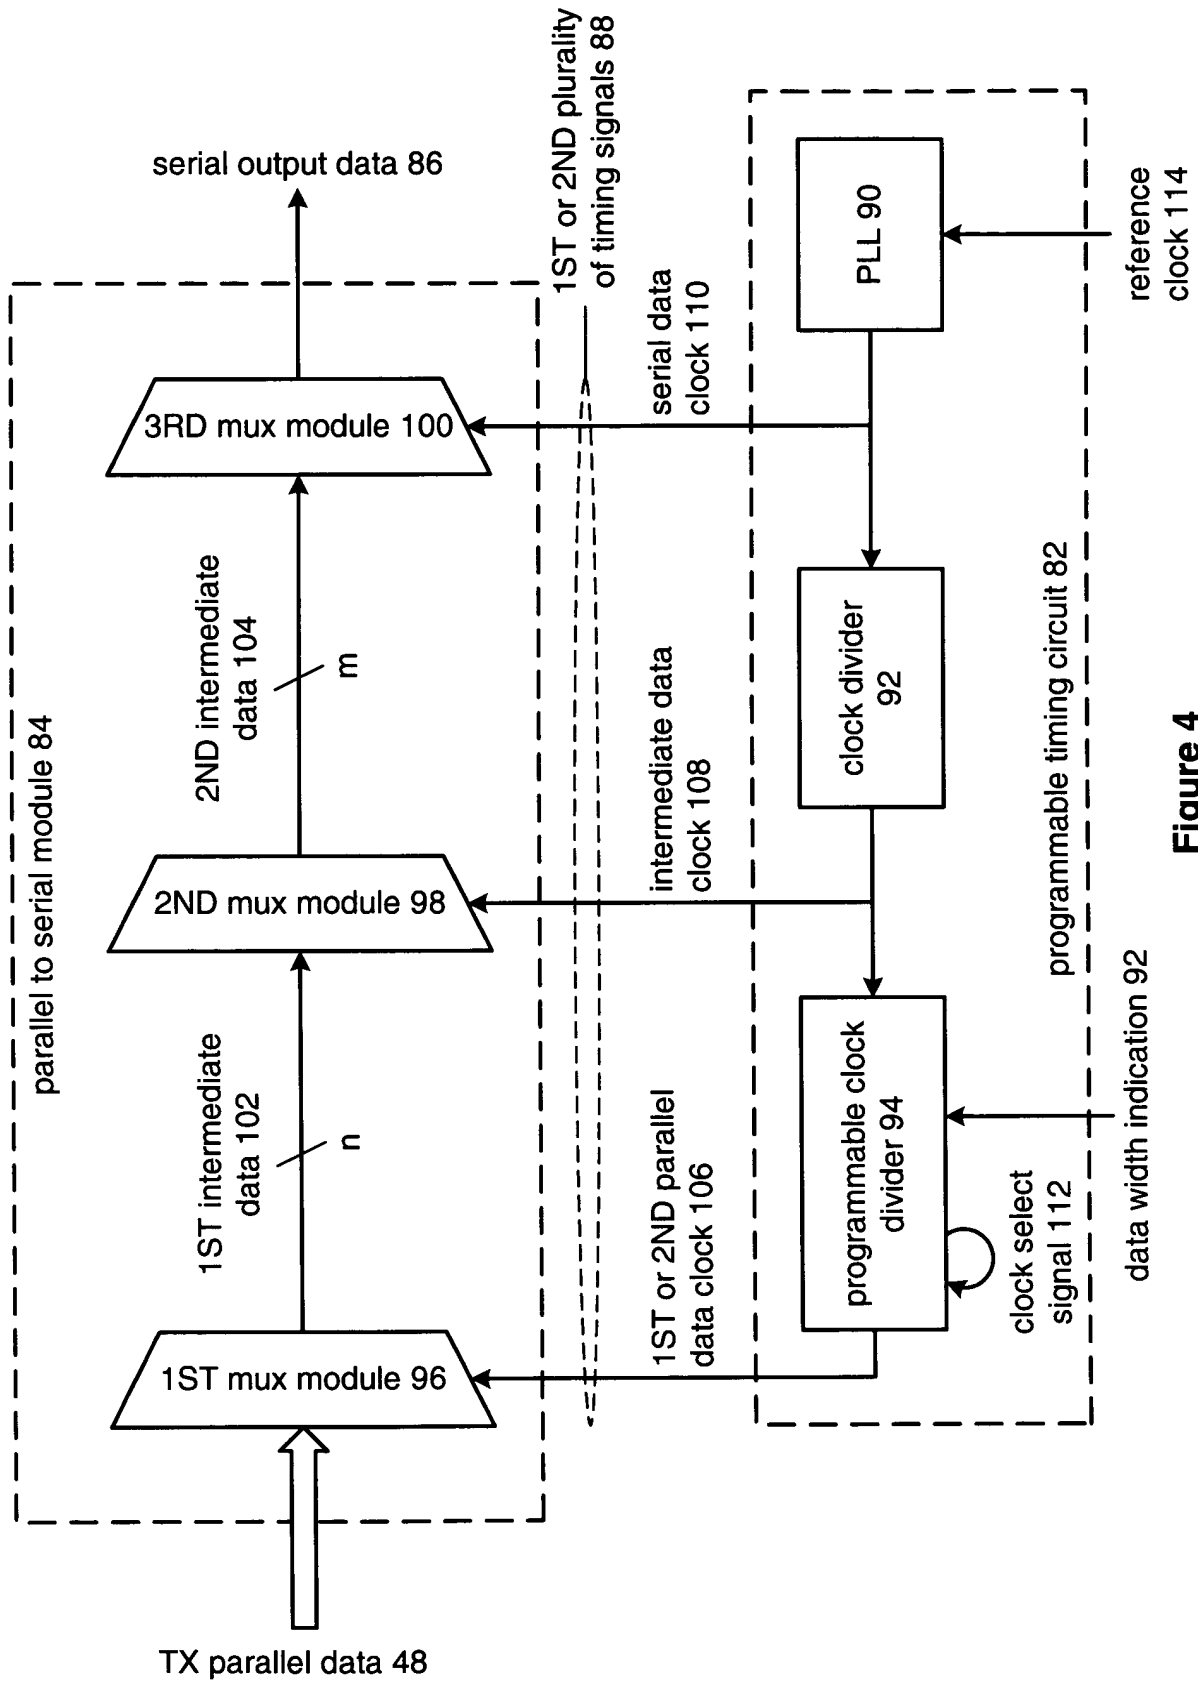 parallel to serial module 84
TX parallel data 48
1ST mux module 96
1ST intermediate
data 102
n
2ND mux module 98
2ND intermediate
data 104
m
3RD mux module 100
serial output data 86
1ST or 2ND parallel
data clock 106
intermediate data
clock 108
serial data
clock 110
1ST or 2ND plurality
of timing signals 88
programmable clock
divider 94
clock divider
92
PLL 90
clock select
signal 112
programmable timing circuit 82
data width indication 92
reference
clock 114
Figure 4